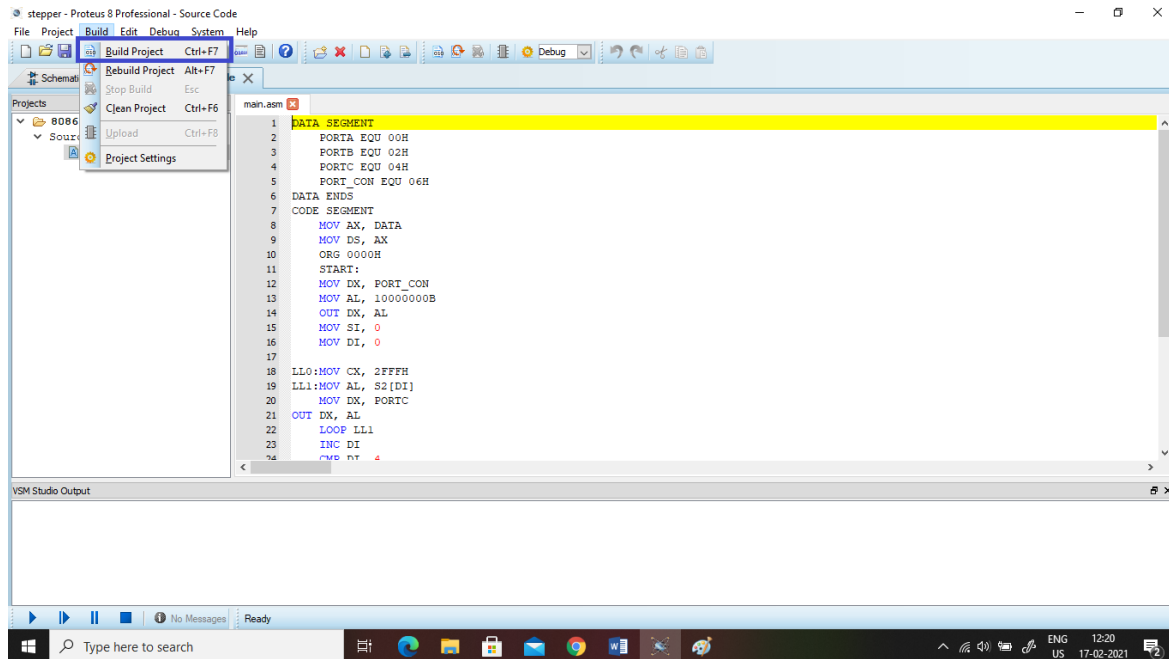 stepper - Proteus 8 Professional - Source Code
File Project Build Edit Debug System Help
Build Project Ctrl+F7
Rebuild Project Alt+F7
Stop Build Esc
Clean Project Ctrl+F6
Upload Ctrl+F8
Project Settings
Debug
Schemati
Projects
8086
Sour
main.asm
1 DATA SEGMENT
2 PORTA EQU 00H
3 PORTB EQU 02H
4 PORTC EQU 04H
5 PORT_CON EQU 06H
6 DATA ENDS
7 CODE SEGMENT
8 MOV AX, DATA
9 MOV DS, AX
10 ORG 0000H
11 START:
12 MOV DX, PORT_CON
13 MOV AL, 10000000B
14 OUT DX, AL
15 MOV SI, 0
16 MOV DI, 0
17
18 LL0:MOV CX, 2FFFH
19 LL1:MOV AL, S2[DI]
20 MOV DX, PORTC
21 OUT DX, AL
22 LOOP LL1
23 INC DI
24 CMP DI, 4
VSM Studio Output
No Messages Ready
Type here to search
ENG 12:20
US 17-02-2021
2